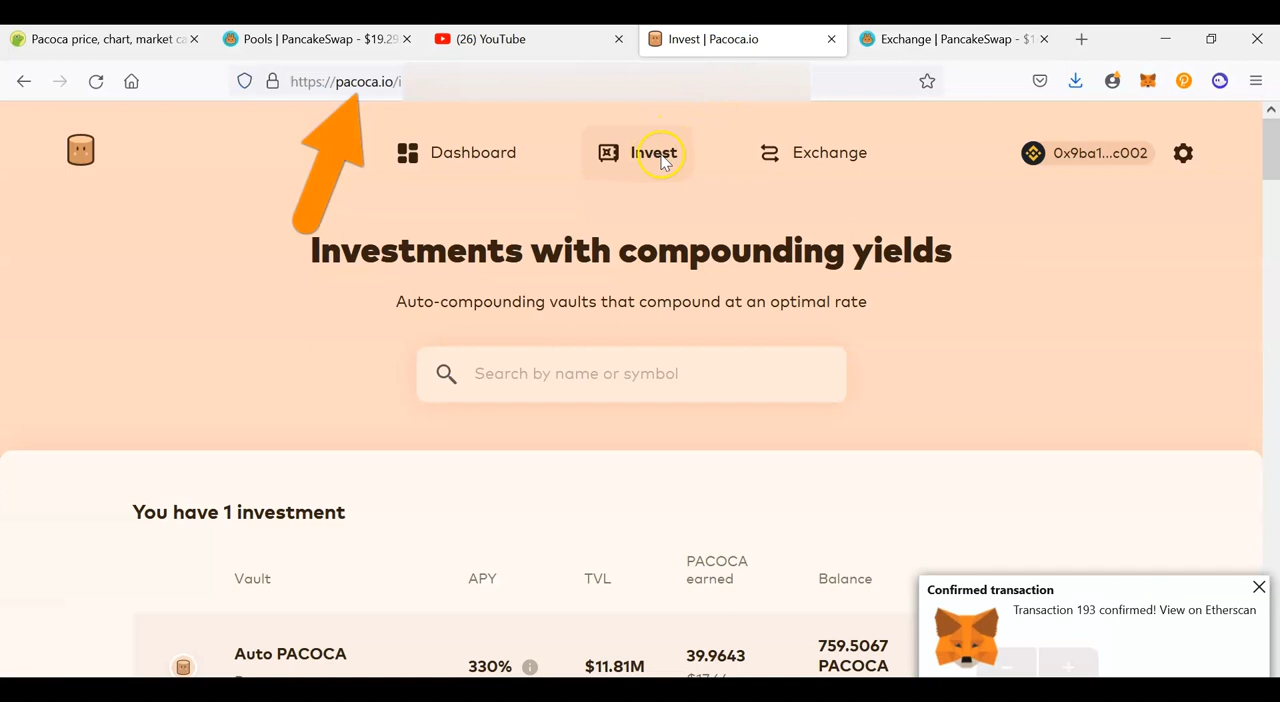 Pacoca price, chart, market ca
Pools | PancakeSwap - $19.29
(26) YouTube
Invest | Pacoca.io
Exchange | PancakeSwap - $1
https://pacoca.io/i
Dashboard
Invest
Exchange
0x9ba1...c002
Investments with compounding yields
Auto-compounding vaults that compound at an optimal rate
Search by name or symbol
You have 1 investment
Vault
APY
TVL
PACOCA
earned
Balance
Auto PACOCA
330%
$11.81M
39.9643
759.5067
PACOCA
Confirmed transaction
Transaction 193 confirmed! View on Etherscan